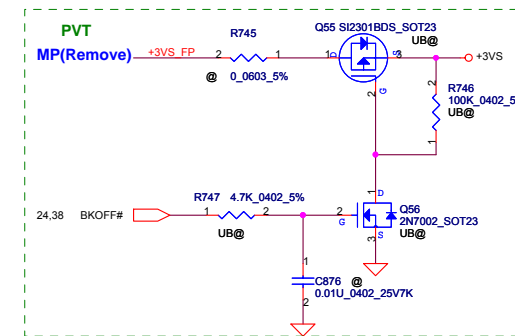 PVT
MP(Remove)
+3VS_FP
R745
2
1
@
0_0603_5%
Q55 SI2301BDS_SOT23
UB@
1
D
S
3
G
2
+3VS
2
R746
100K_0402_5
UB@
1
24,38
BKOFF#
R747
4.7K_0402_5%
1
2
UB@
2
G
1
D
S
3
Q56
2N7002_SOT23
UB@
1
C876
@
0.01U_0402_25V7K
2